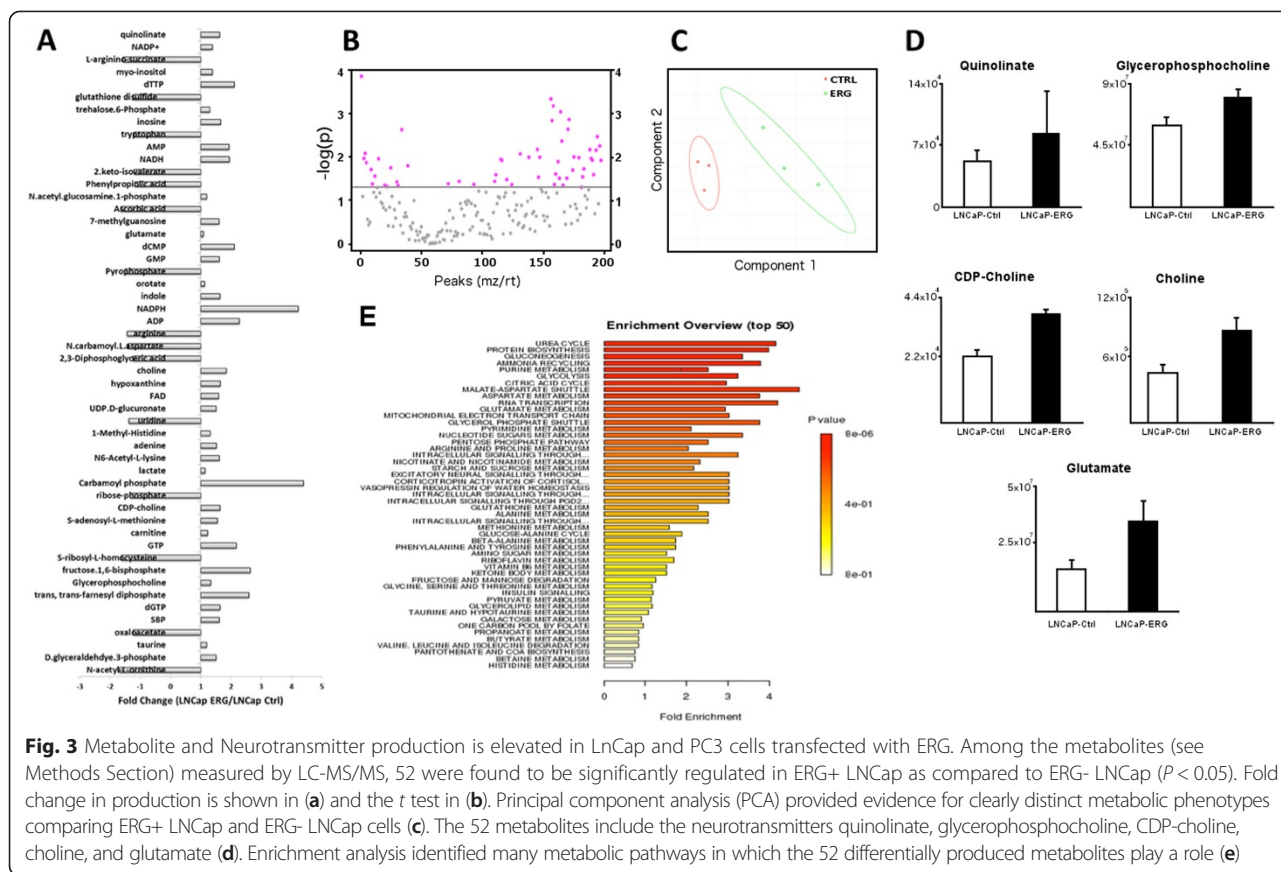 A
quinolinate
NADP+
L-arginino-succinate
myo-inositol
dTTP
glutathione disulfide
trehalose.6-Phosphate
inosine
tryptophan
AMP
NADH
2.keto-isovalerate
Phenylpropiolic acid
N.acetyl.glucosamine.1-phosphate
Ascorbic acid
7-methylguanosine
glutamate
dCMP
GMP
Pyrophosphate
orotate
indole
NADPH
ADP
arginine
N.carbamoyl.L.aspartate
2,3-Diphosphoglyceric acid
choline
hypoxanthine
FAD
UDP.D-glucuronate
uridine
1-Methyl-Histidine
adenine
N6-Acetyl-L-lysine
lactate
Carbamoyl phosphate
ribose-phosphate
CDP-choline
S-adenosyl-L-methionine
carnitine
GTP
S-ribosyl-L-homocysteine
fructose.1,6-bisphosphate
Glycerophosphocholine
trans, trans-farnesyl diphosphate
dGTP
SBP
oxaloacetate
taurine
D.glyceraldehdye.3-phosphate
N-acetyl-L-ornithine
-3 -2 -1 0 1 2 3 4 5
Fold Change (LNCap ERG/LNCap Ctrl)
B
4 4
3 3
2 2
1 1
0 0
-log(p)
0 50 100 150 200
Peaks (mz/rt)
C
CTRL
ERG
Component 2
Component 1
D
Quinolinate
14x10⁴
7x10⁴
0
LNCaP-Ctrl LNCaP-ERG
Glycerophosphocholine
9x10⁷
4.5x10⁷
LNCaP-Ctrl LNCaP-ERG
CDP-Choline
4.4x10⁴
2.2x10⁴
LNCaP-Ctrl LNCaP-ERG
Choline
12x10⁵
6x10⁵
LNCaP-Ctrl LNCaP-ERG
Glutamate
5x10⁷
2.5x10⁷
LNCaP-Ctrl LNCaP-ERG
E
Enrichment Overview (top 50)
UREA CYCLE
PROTEIN BIOSYNTHESIS
GLUCONEOGENESIS
AMMONIA RECYCLING
PURINE METABOLISM
GLYCOLYSIS
CITRIC ACID CYCLE
MALATE-ASPARTATE SHUTTLE
ASPARTATE METABOLISM
RNA TRANSCRIPTION
GLUTAMATE METABOLISM
MITOCHONDRIAL ELECTRON TRANSPORT CHAIN
GLYCEROL PHOSPHATE SHUTTLE
PYRIMIDINE METABOLISM
NUCLEOTIDE SUGARS METABOLISM
PENTOSE PHOSPHATE PATHWAY
ARGININE AND PROLINE METABOLISM
INTRACELLULAR SIGNALLING THROUGH...
NICOTINATE AND NICOTINAMIDE METABOLISM
STARCH AND SUCROSE METABOLISM
EXCITATORY NEURAL SIGNALLING THROUGH...
CORTICOTROPIN ACTIVATION OF CORTISOL...
VASOPRESSIN REGULATION OF WATER HOMEOSTASIS
INTRACELLULAR SIGNALLING THROUGH...
INTRACELLULAR SIGNALLING THROUGH PGD2...
GLUTATHIONE METABOLISM
ALANINE METABOLISM
INTRACELLULAR SIGNALLING THROUGH...
METHIONINE METABOLISM
GLUCOSE-ALANINE CYCLE
BETA-ALANINE METABOLISM
PHENYLALANINE AND TYROSINE METABOLISM
AMINO SUGAR METABOLISM
RIBOFLAVIN METABOLISM
VITAMIN B6 METABOLISM
KETONE BODY METABOLISM
FRUCTOSE AND MANNOSE DEGRADATION
GLYCINE, SERINE AND THREONINE METABOLISM
INSULIN SIGNALLING
PYRUVATE METABOLISM
GLYCEROLIPID METABOLISM
TAURINE AND HYPOTAURINE METABOLISM
GALACTOSE METABOLISM
ONE CARBON POOL BY FOLATE
PROPANOATE METABOLISM
BUTYRATE METABOLISM
VALINE, LEUCINE AND ISOLEUCINE DEGRADATION
PANTOTHENATE AND COA BIOSYNTHESIS
BETAINE METABOLISM
HISTIDINE METABOLISM
0 1 2 3 4
Fold Enrichment
P value
8e-06
4e-01
8e-01
Fig. 3 Metabolite and Neurotransmitter production is elevated in LnCap and PC3 cells transfected with ERG. Among the metabolites (see
Methods Section) measured by LC-MS/MS, 52 were found to be significantly regulated in ERG+ LNCap as compared to ERG- LNCap (P < 0.05). Fold
change in production is shown in (a) and the t test in (b). Principal component analysis (PCA) provided evidence for clearly distinct metabolic phenotypes
comparing ERG+ LNCap and ERG- LNCap cells (c). The 52 metabolites include the neurotransmitters quinolinate, glycerophosphocholine, CDP-choline,
choline, and glutamate (d). Enrichment analysis identified many metabolic pathways in which the 52 differentially produced metabolites play a role (e)